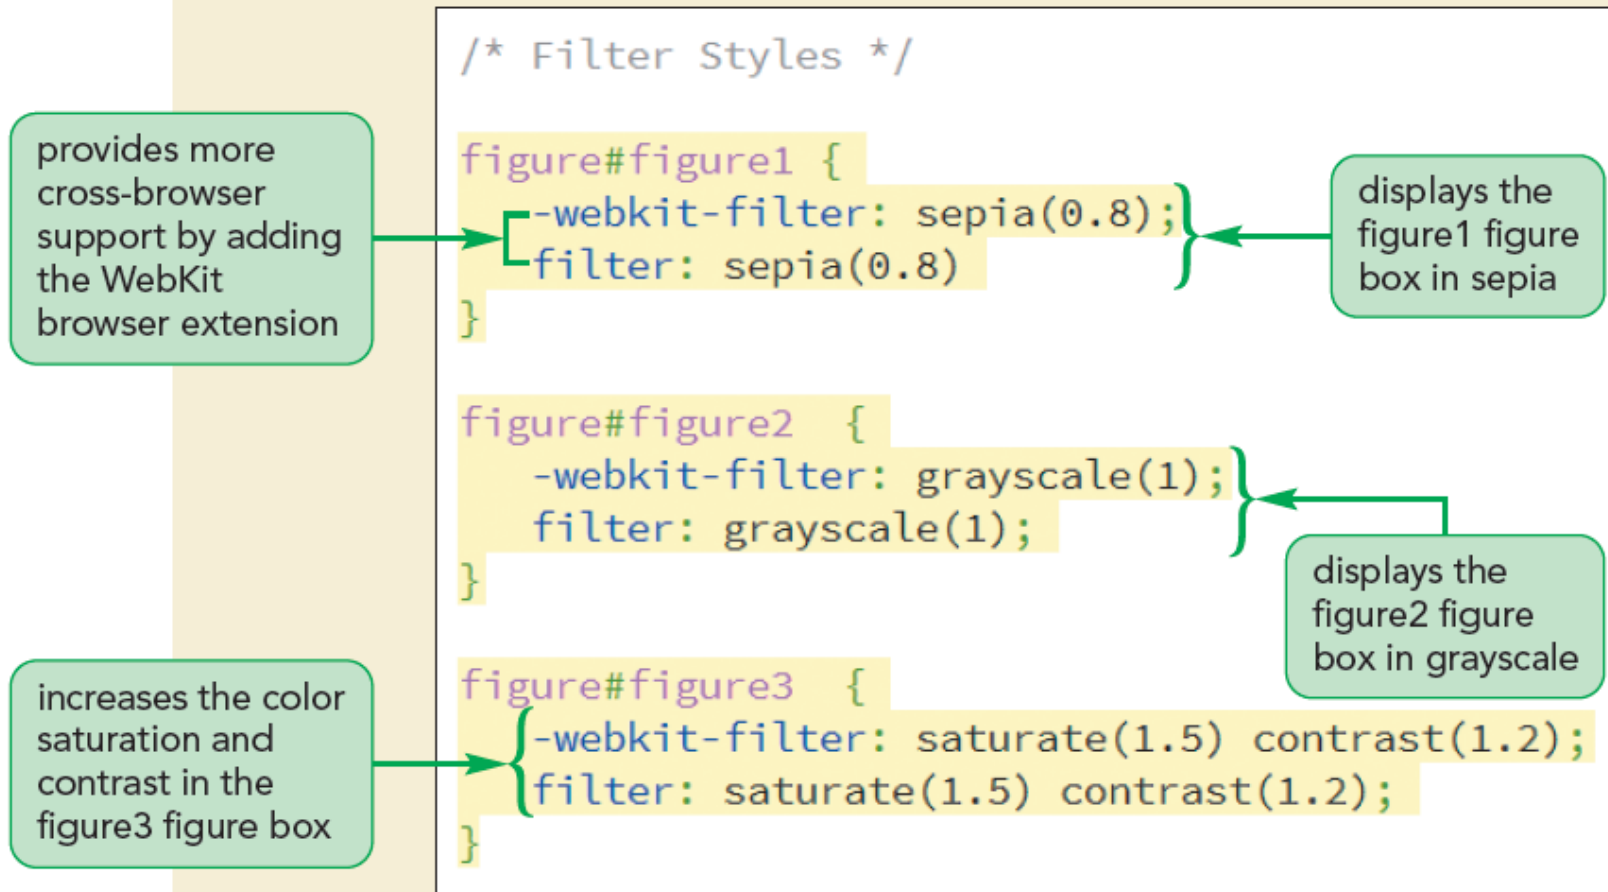 /* Filter Styles */
provides more
cross-browser
support by adding
the WebKit
browser extension
figure#figure1 {
-webkit-filter: sepia(0.8);
filter: sepia(0.8)
}
displays the
figure1 figure
box in sepia
figure#figure2  {
-webkit-filter: grayscale(1);
filter: grayscale(1);
}
displays the
figure2 figure
box in grayscale
increases the color
saturation and
contrast in the
figure3 figure box
figure#figure3  {
-webkit-filter: saturate(1.5) contrast(1.2);
filter: saturate(1.5) contrast(1.2);
}